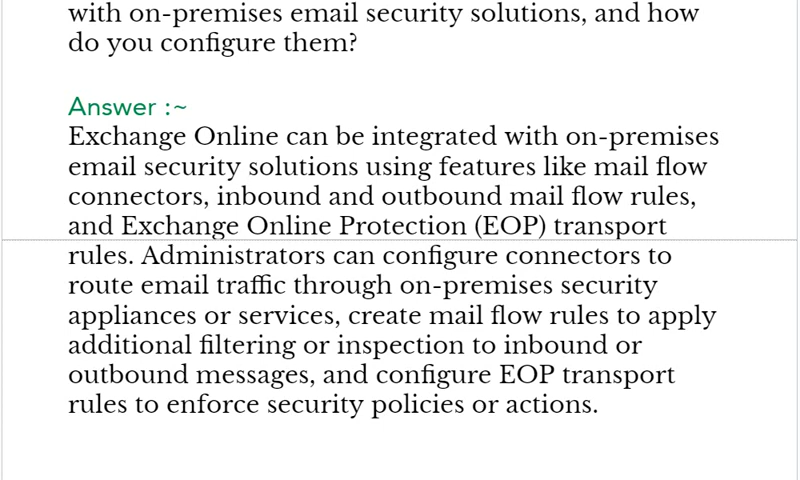 with on-premises email security solutions, and how
do you configure them?
Answer :~
Exchange Online can be integrated with on-premises
email security solutions using features like mail flow
connectors, inbound and outbound mail flow rules,
and Exchange Online Protection (EOP) transport
rules. Administrators can configure connectors to
route email traffic through on-premises security
appliances or services, create mail flow rules to apply
additional filtering or inspection to inbound or
outbound messages, and configure EOP transport
rules to enforce security policies or actions.